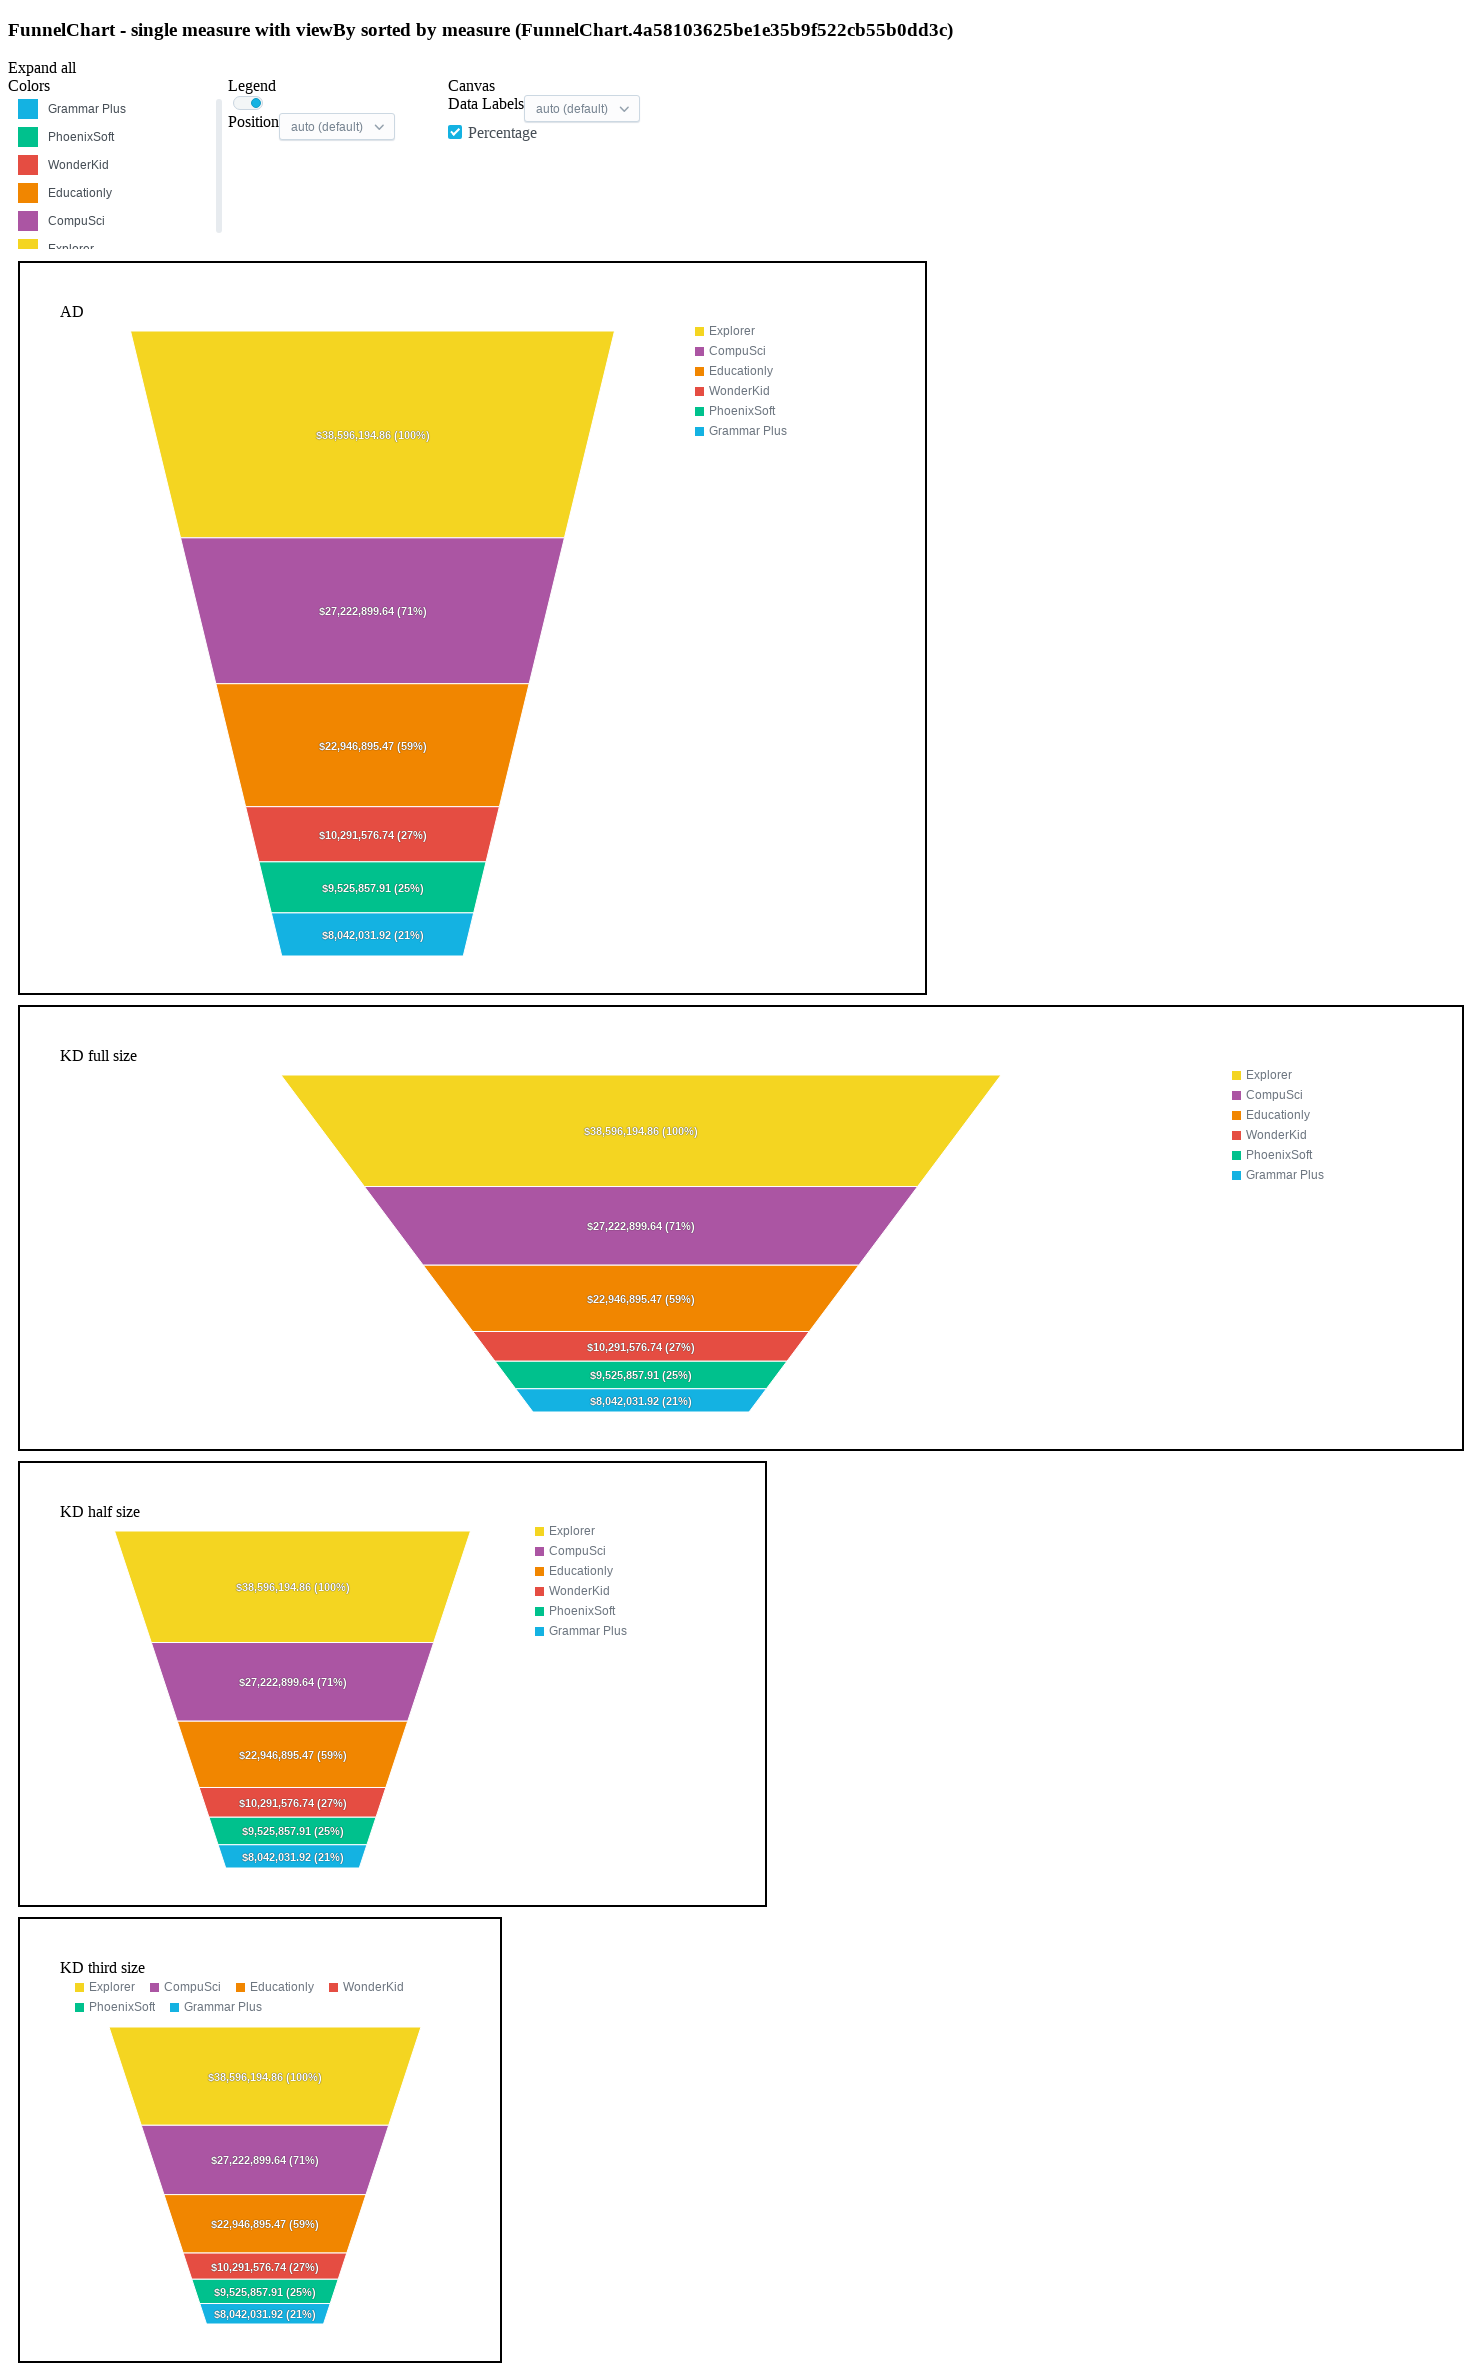 FunnelChart - single measure with viewBy sorted by measure (FunnelChart.4a58103625be1e35b9f522cb55b0dd3c)
Expand all
Colors
Grammar Plus
PhoenixSoft
WonderKid
Educationly
CompuSci
Explorer
Legend
Position auto (default)
Canvas
Data Labels auto (default)
Percentage
AD
$38,596,194.86 (100%)
$27,222,899.64 (71%)
$22,946,895.47 (59%)
$10,291,576.74 (27%)
$9,525,857.91 (25%)
$8,042,031.92 (21%)
Explorer
CompuSci
Educationly
WonderKid
PhoenixSoft
Grammar Plus
KD full size
$38,596,194.86 (100%)
$27,222,899.64 (71%)
$22,946,895.47 (59%)
$10,291,576.74 (27%)
$9,525,857.91 (25%)
$8,042,031.92 (21%)
Explorer
CompuSci
Educationly
WonderKid
PhoenixSoft
Grammar Plus
KD half size
$38,596,194.86 (100%)
$27,222,899.64 (71%)
$22,946,895.47 (59%)
$10,291,576.74 (27%)
$9,525,857.91 (25%)
$8,042,031.92 (21%)
Explorer
CompuSci
Educationly
WonderKid
PhoenixSoft
Grammar Plus
KD third size
Explorer CompuSci Educationly WonderKid
PhoenixSoft Grammar Plus
$38,596,194.86 (100%)
$27,222,899.64 (71%)
$22,946,895.47 (59%)
$10,291,576.74 (27%)
$9,525,857.91 (25%)
$8,042,031.92 (21%)